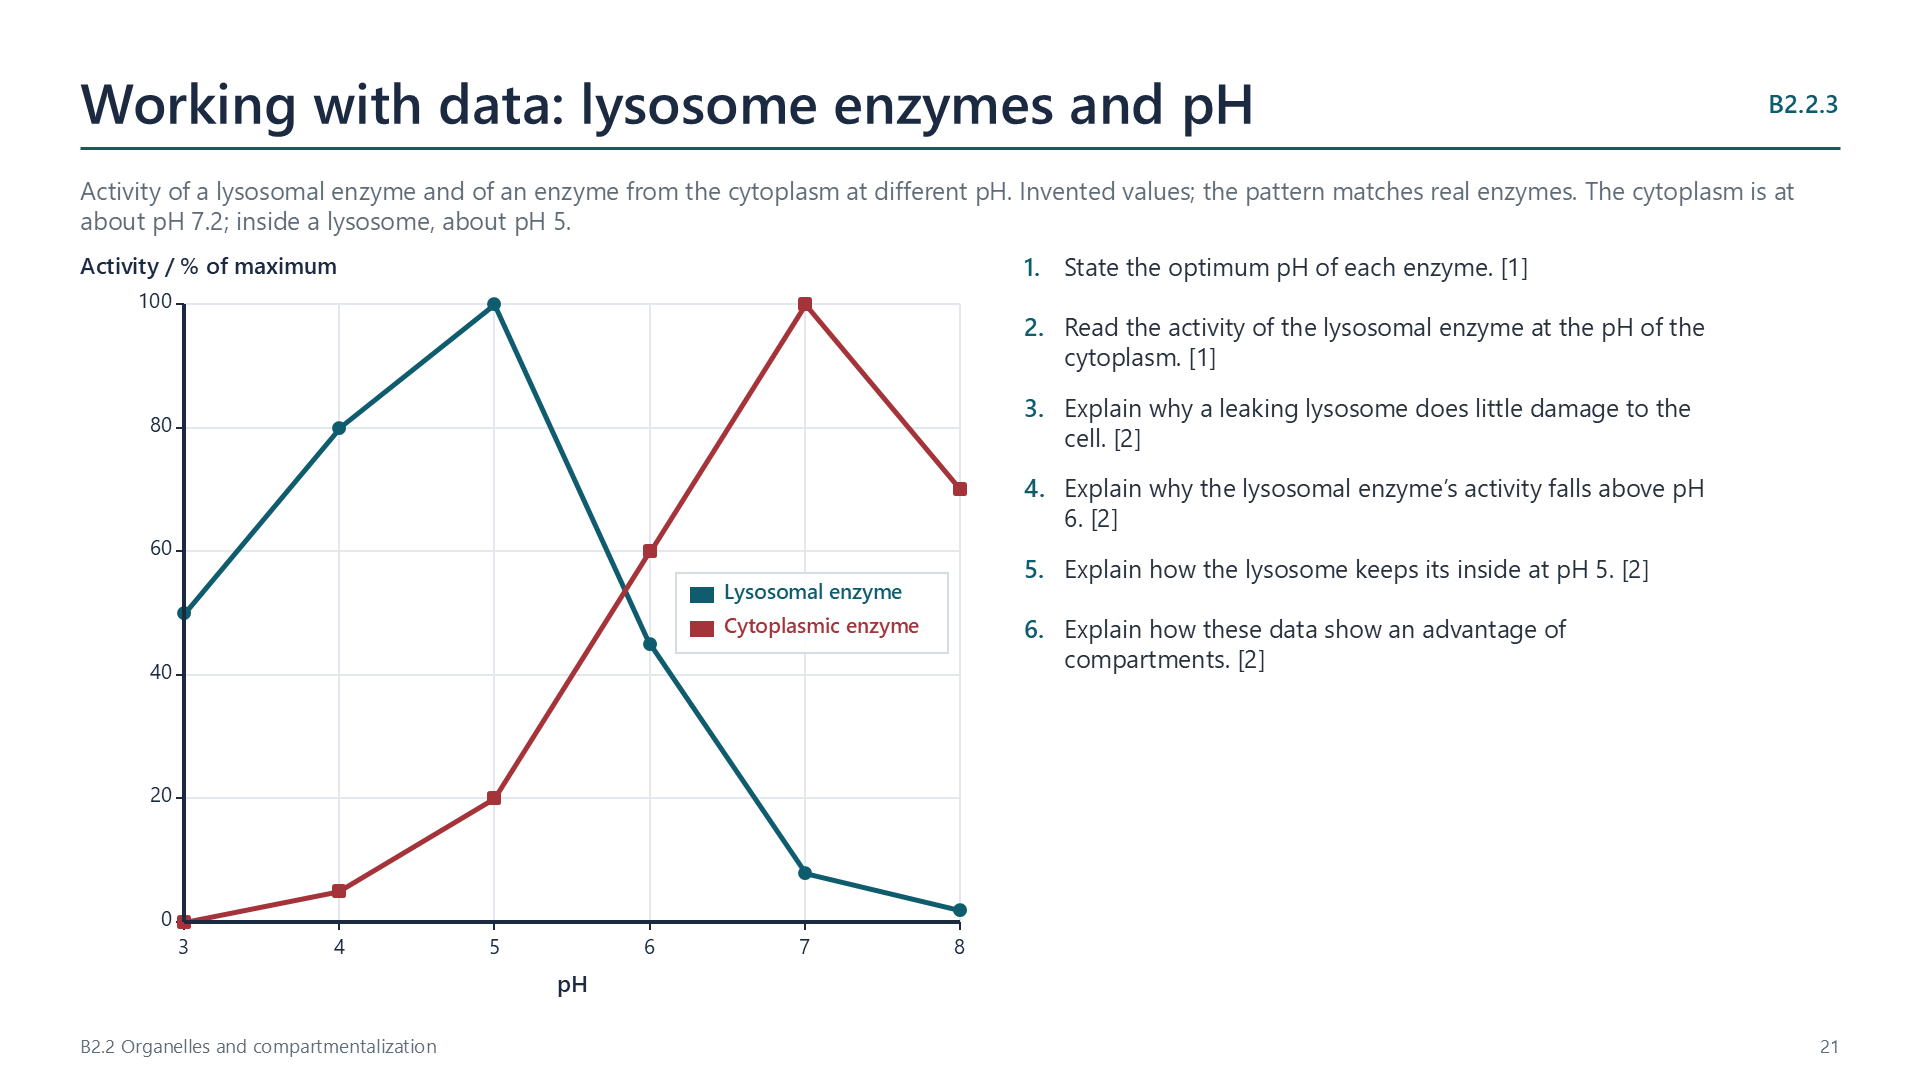 Working with data: lysosome enzymes and pH
B2.2.3
Activity of a lysosomal enzyme and of an enzyme from the cytoplasm at different pH. Invented values; the pattern matches real enzymes. The cytoplasm is at
about pH 7.2; inside a lysosome, about pH 5.
Activity / % of maximum
100
80
60
40
20
0
3
4
5
6
7
8
pH
Lysosomal enzyme
Cytoplasmic enzyme
1. State the optimum pH of each enzyme. [1]
2. Read the activity of the lysosomal enzyme at the pH of the
cytoplasm. [1]
3. Explain why a leaking lysosome does little damage to the
cell. [2]
4. Explain why the lysosomal enzyme’s activity falls above pH
6. [2]
5. Explain how the lysosome keeps its inside at pH 5. [2]
6. Explain how these data show an advantage of
compartments. [2]
B2.2 Organelles and compartmentalization
21